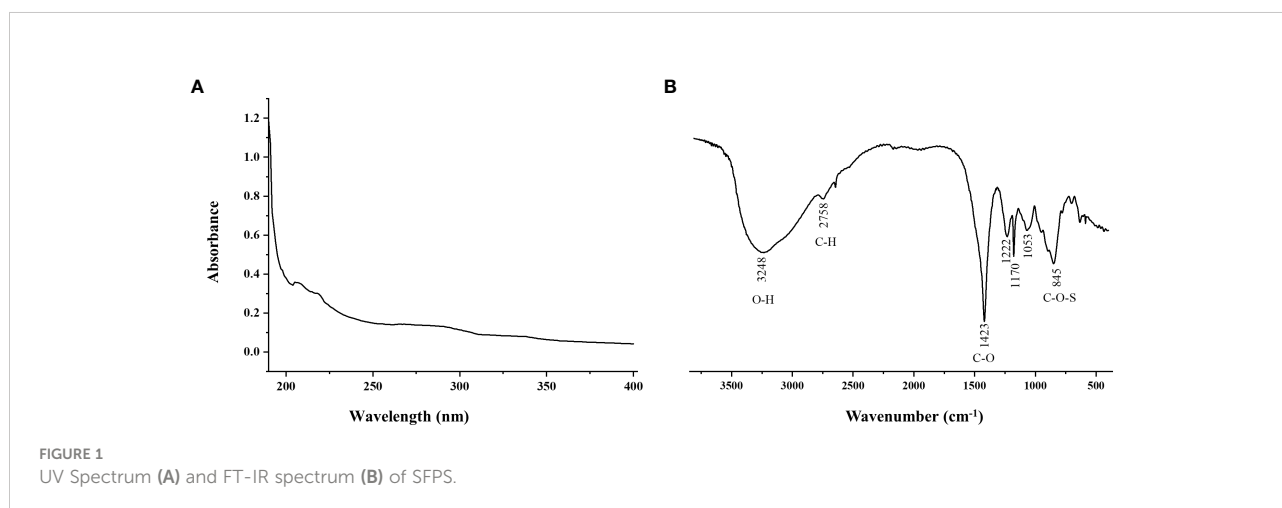 A
B
1.2
1.0
0.8
0.6
0.4
0.2
0.0
Absorbance
200
250
300
350
400
Wavelength (nm)
3248
O-H
2758
C-H
1423
C-O
1222
1170
1053
845
C-O-S
3500
3000
2500
2000
1500
1000
500
Wavenumber (cm⁻¹)
FIGURE 1
UV Spectrum (A) and FT-IR spectrum (B) of SFPS.